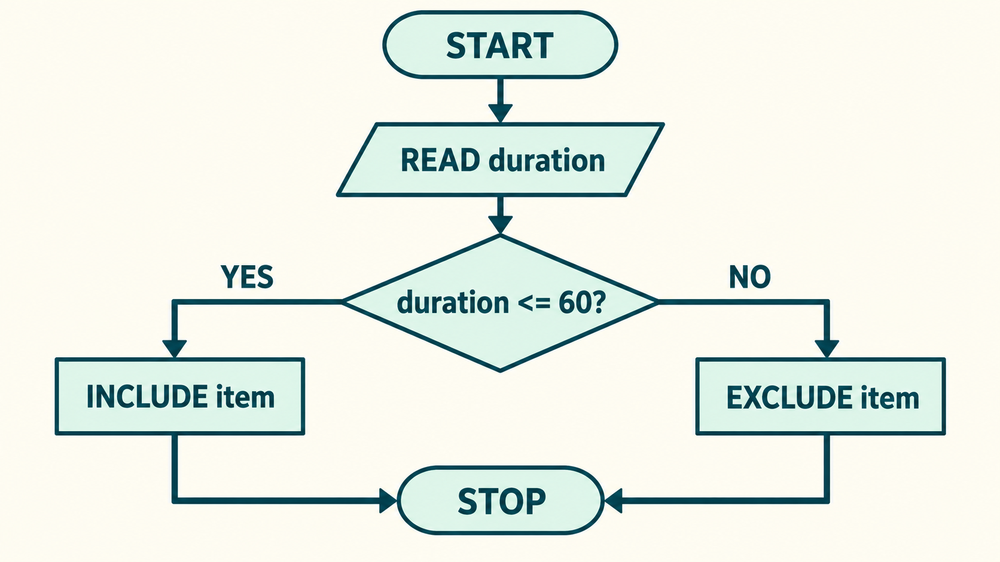 START
READ duration
YES
NO
duration <= 60?
INCLUDE item
EXCLUDE item
STOP